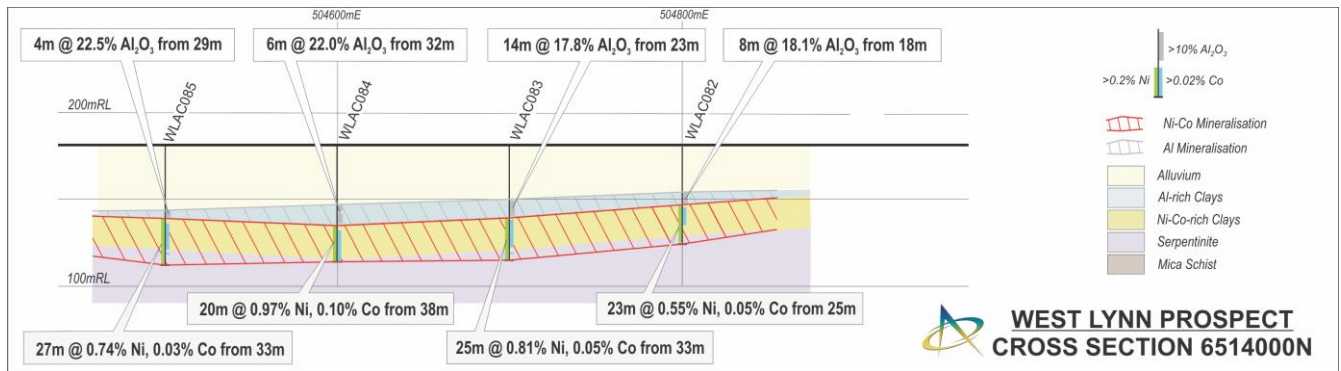 504600mE
504800mE
4m @ 22.5% Al₂O₃ from 29m
6m @ 22.0% Al₂O₃ from 32m
14m @ 17.8% Al₂O₃ from 23m
8m @ 18.1% Al₂O₃ from 18m
>10% Al₂O₃
>0.2% Ni
>0.02% Co
200mRL
WLAC085
WLAC084
WLAC083
WLAC082
Ni-Co Mineralisation
Al Mineralisation
Alluvium
Al-rich Clays
Ni-Co-rich Clays
Serpentinite
Mica Schist
100mRL
20m @ 0.97% Ni, 0.10% Co from 38m
23m @ 0.55% Ni, 0.05% Co from 25m
27m @ 0.74% Ni, 0.03% Co from 33m
25m @ 0.81% Ni, 0.05% Co from 33m
WEST LYNN PROSPECT
CROSS SECTION 6514000N